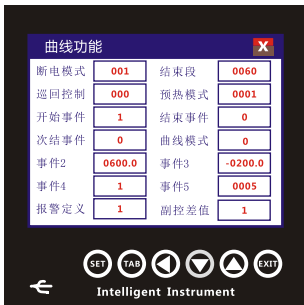 曲线功能 X
断电模式 001 结束段 0060
巡回控制 000 预热模式 0001
开始事件 1 结束事件 0
次结事件 0 曲线模式 0
事件2 0600.0 事件3 -0200.0
事件4 1 事件5 0005
报警定义 1 副控差值 1
SET TAB EXIT
Intelligent Instrument